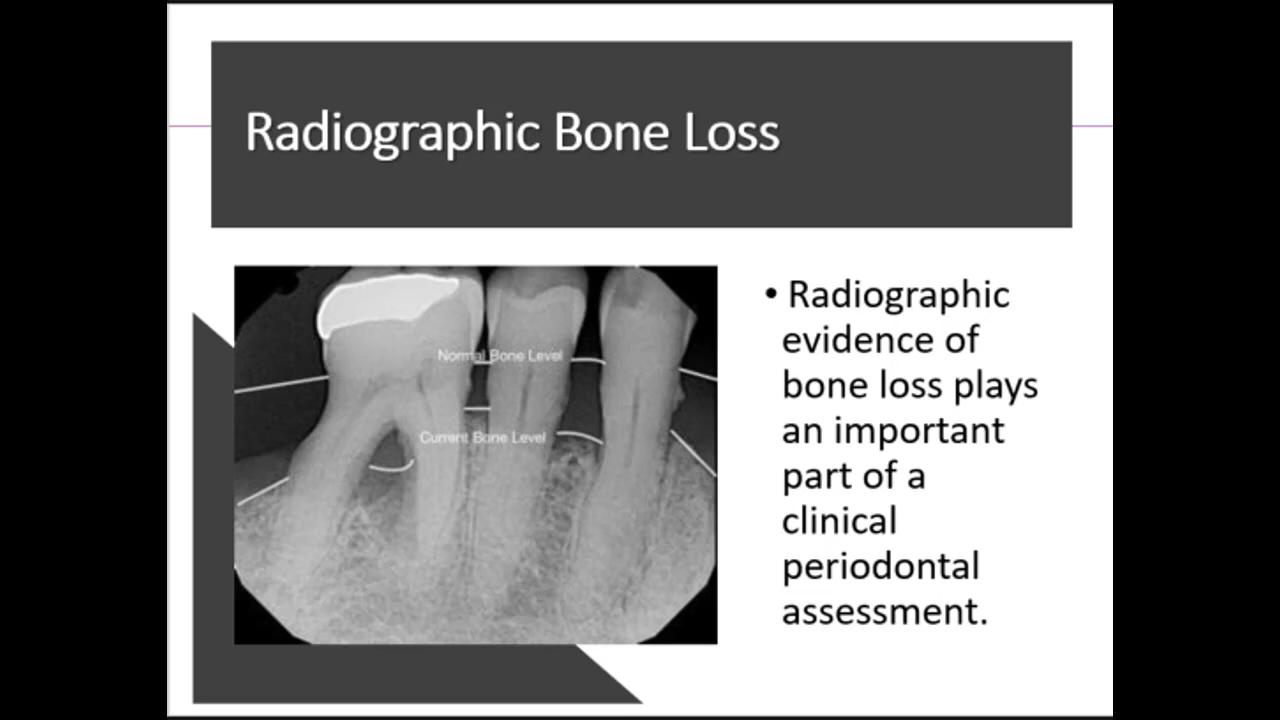 Radiographic Bone Loss
Normal Bone Level
Current Bone Level
• Radiographic
evidence of
bone loss plays
an important
part of a
clinical
periodontal
assessment.